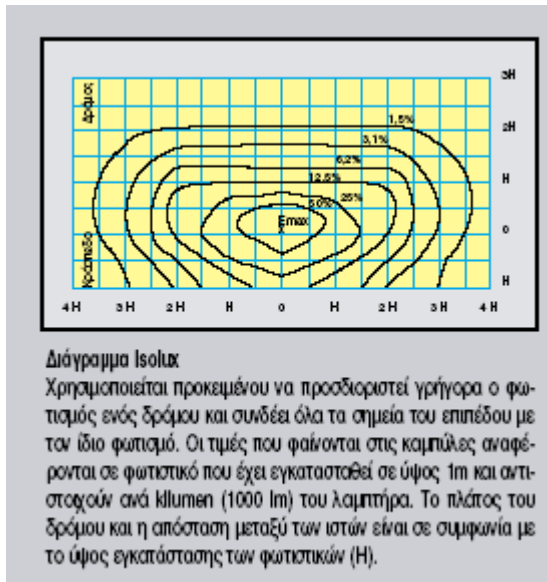 3H
Δρόμος
1,5%
2H
3,1%
6,2%
12,5%
H
25%
50%
Emax
0
Κράσπεδο
H
4H 3H 2H H 0 H 2H 3H 4H
Διάγραμμα Isolux
Χρησιμοποιείται προκειμένου να προσδιοριστεί γρήγορα ο φω-
τισμός ενός δρόμου και συνδέει όλα τα σημεία του επιπέδου με
τον ίδιο φωτισμό. Οι τιμές που φαίνονται στις καμπύλες αναφέ-
ρονται σε φωτιστικό που έχει εγκατασταθεί σε ύψος 1m και αντι-
στοιχούν ανά kllumen (1000 lm) του λαμπτήρα. Το πλάτος του
δρόμου και η απόσταση μεταξύ των ιστών είναι σε συμφωνία με
το ύψος εγκατάστασης των φωτιστικών (H).